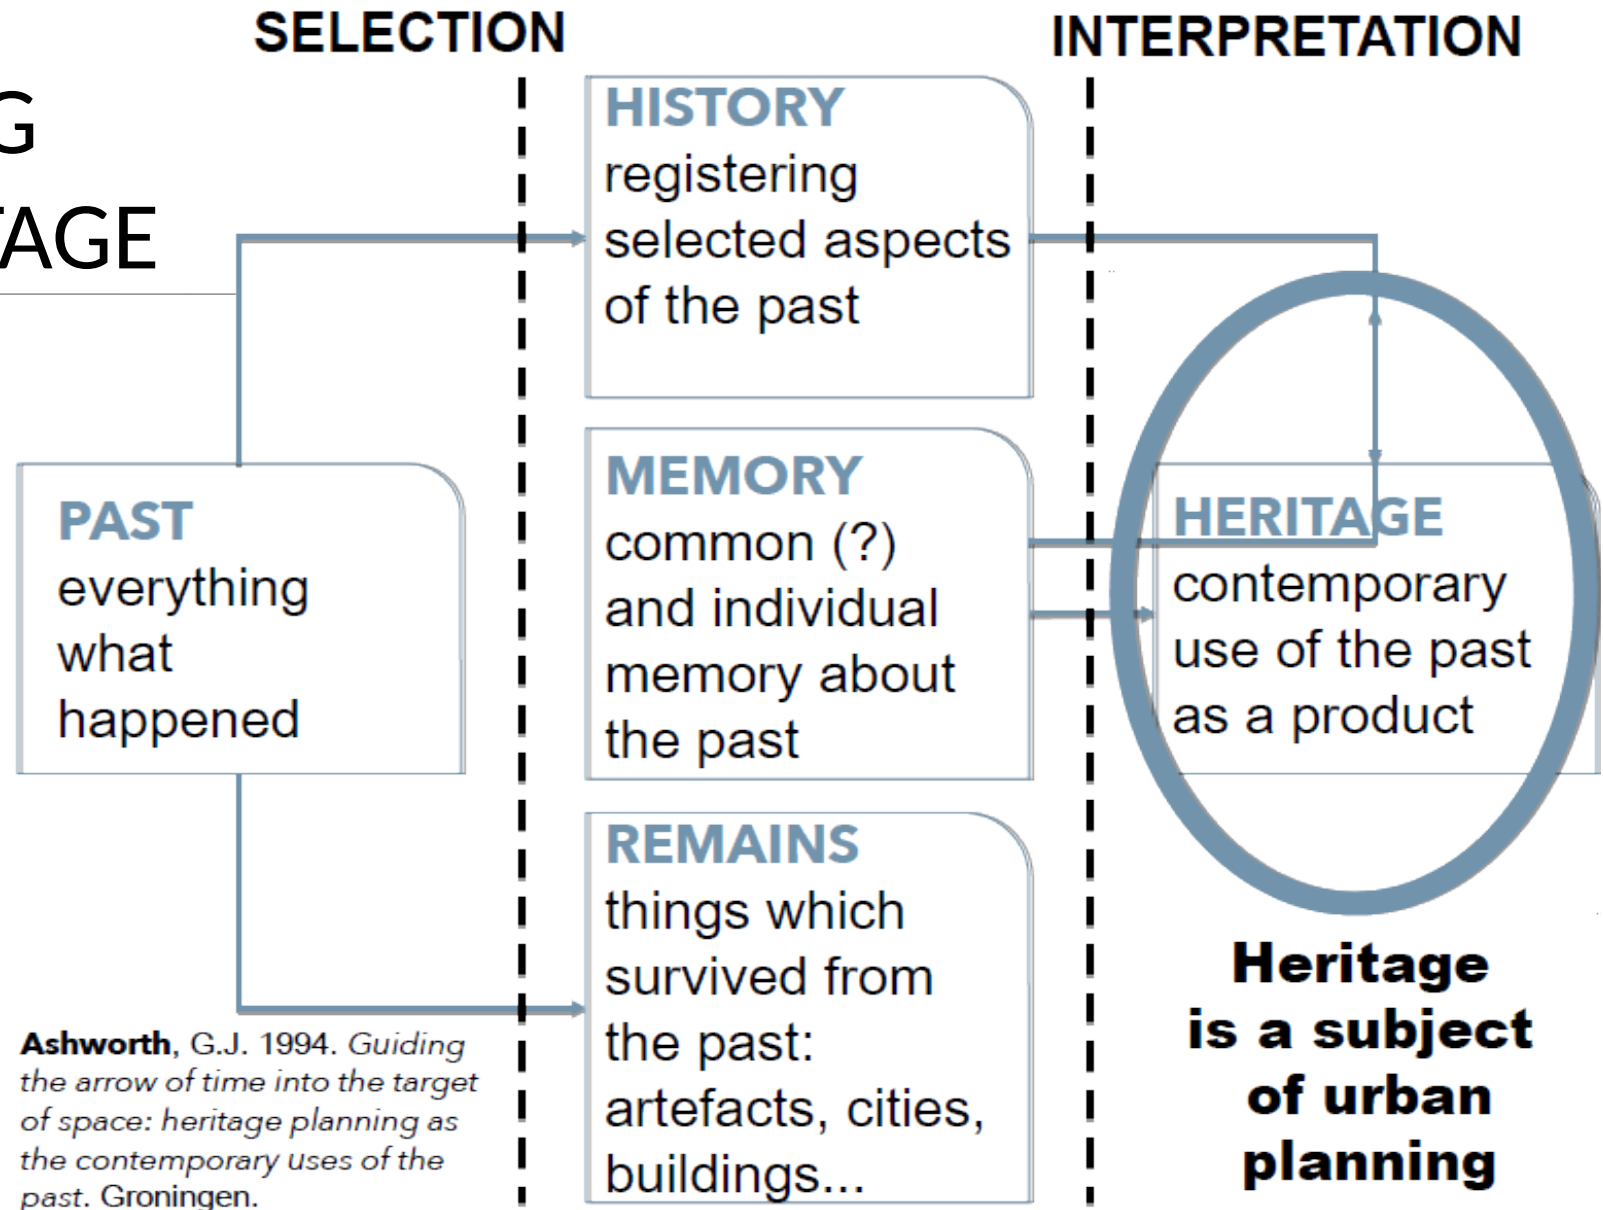 SELECTION
INTERPRETATION
G
TAGE
HISTORY
registering
selected aspects
of the past
PAST
everything
what
happened
MEMORY
common (?)
and individual
memory about
the past
HERITAGE
contemporary
use of the past
as a product
REMAINS
things which
survived from
the past:
artefacts, cities,
buildings...
Heritage
is a subject
of urban
planning
Ashworth, G.J. 1994. Guiding
the arrow of time into the target
of space: heritage planning as
the contemporary uses of the
past. Groningen.